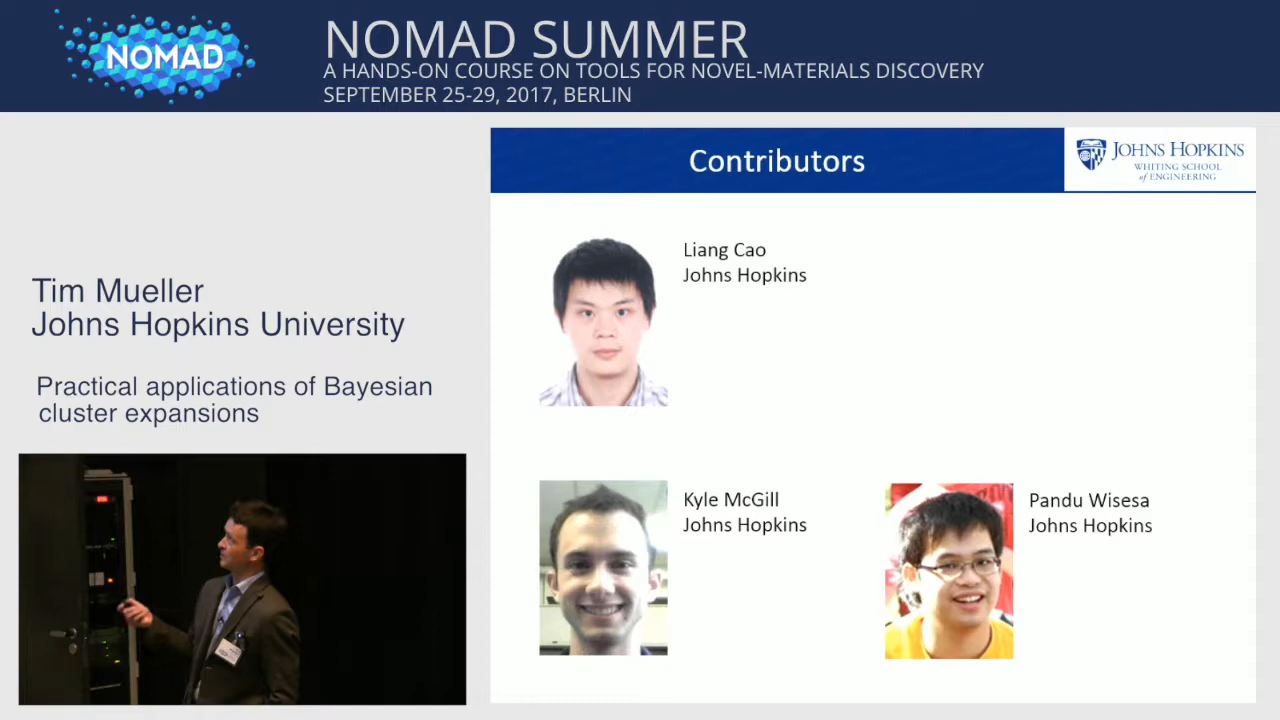 NOMAD
NOMAD SUMMER
A HANDS-ON COURSE ON TOOLS FOR NOVEL-MATERIALS DISCOVERY
SEPTEMBER 25-29, 2017, BERLIN
Contributors
JOHNS HOPKINS
WHITING SCHOOL
of ENGINEERING
Tim Mueller
Johns Hopkins University
Practical applications of Bayesian
cluster expansions
Liang Cao
Johns Hopkins
Kyle McGill
Johns Hopkins
Pandu Wisesa
Johns Hopkins